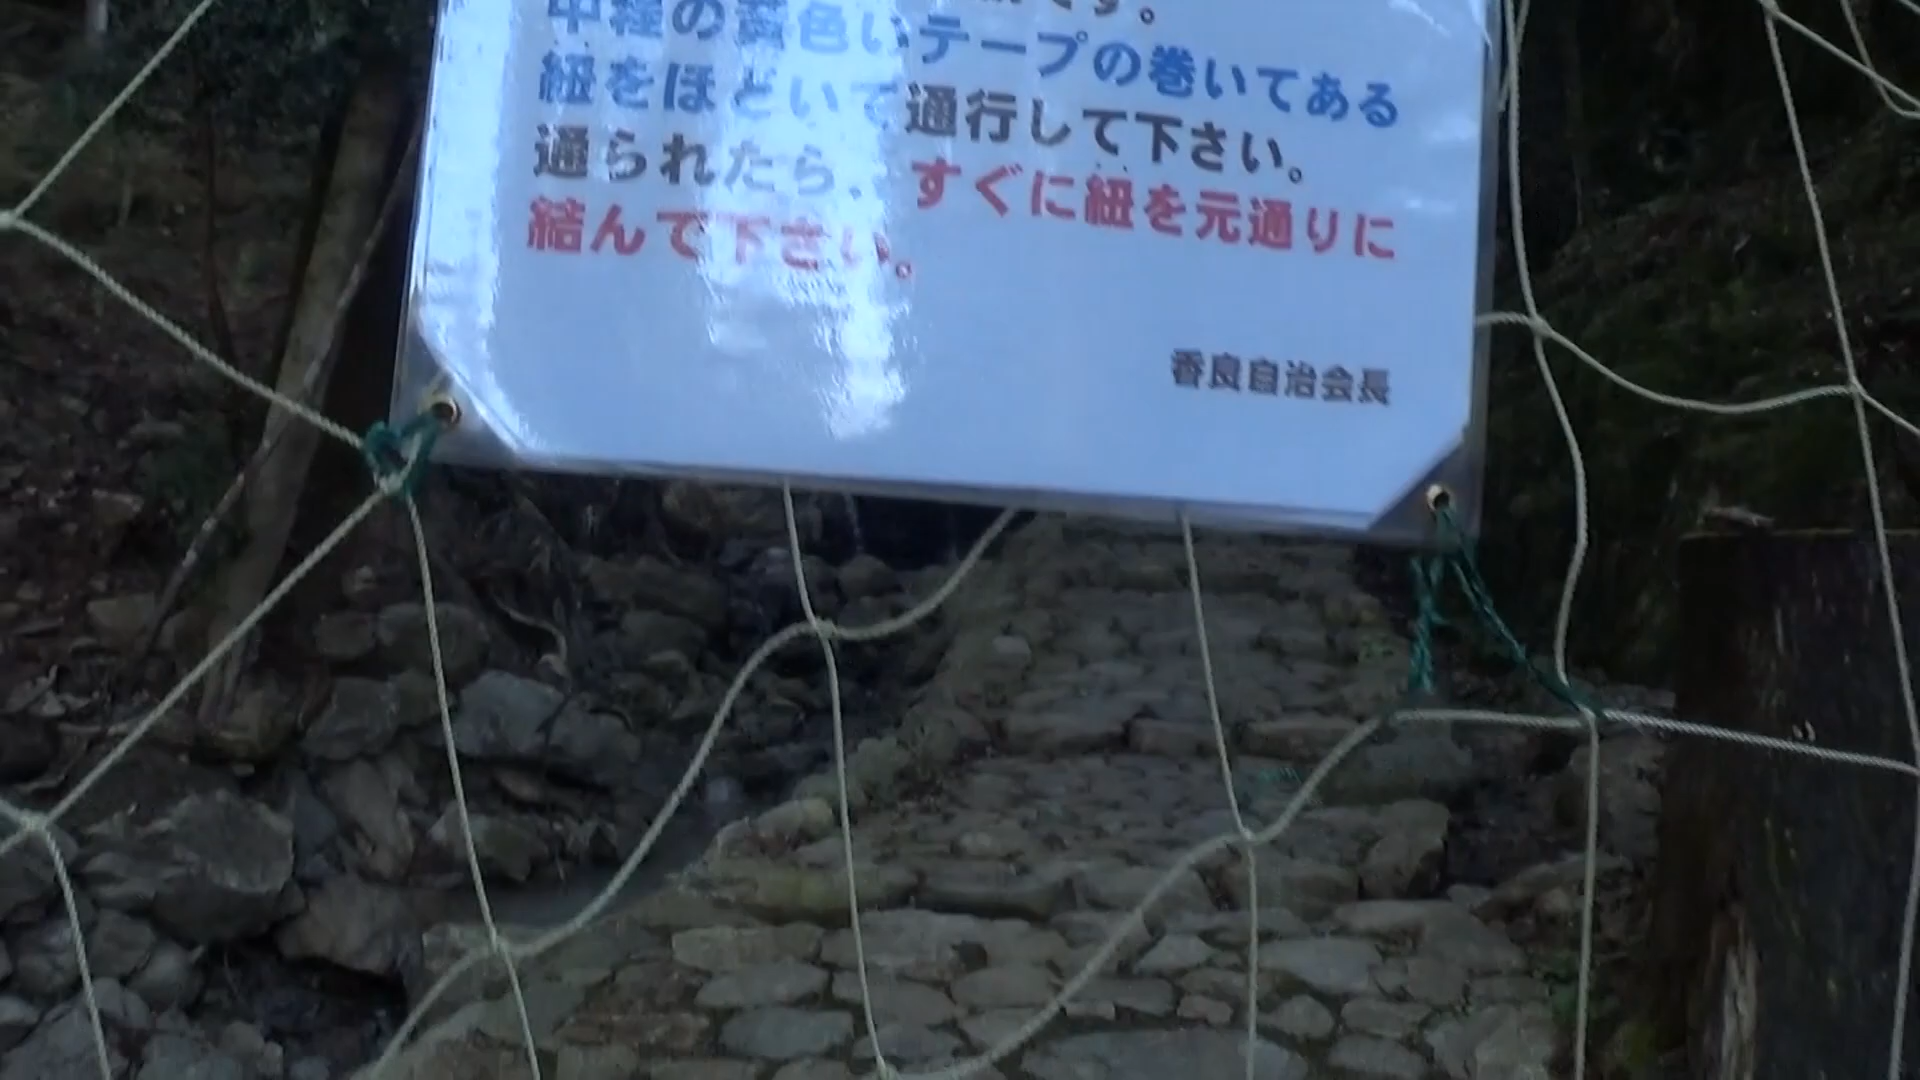 です。
中程の黄色いテープの巻いてある
紐をほどいて通行して下さい。
通られたら、すぐに紐を元通りに
結んで下さい。
香良自治会長